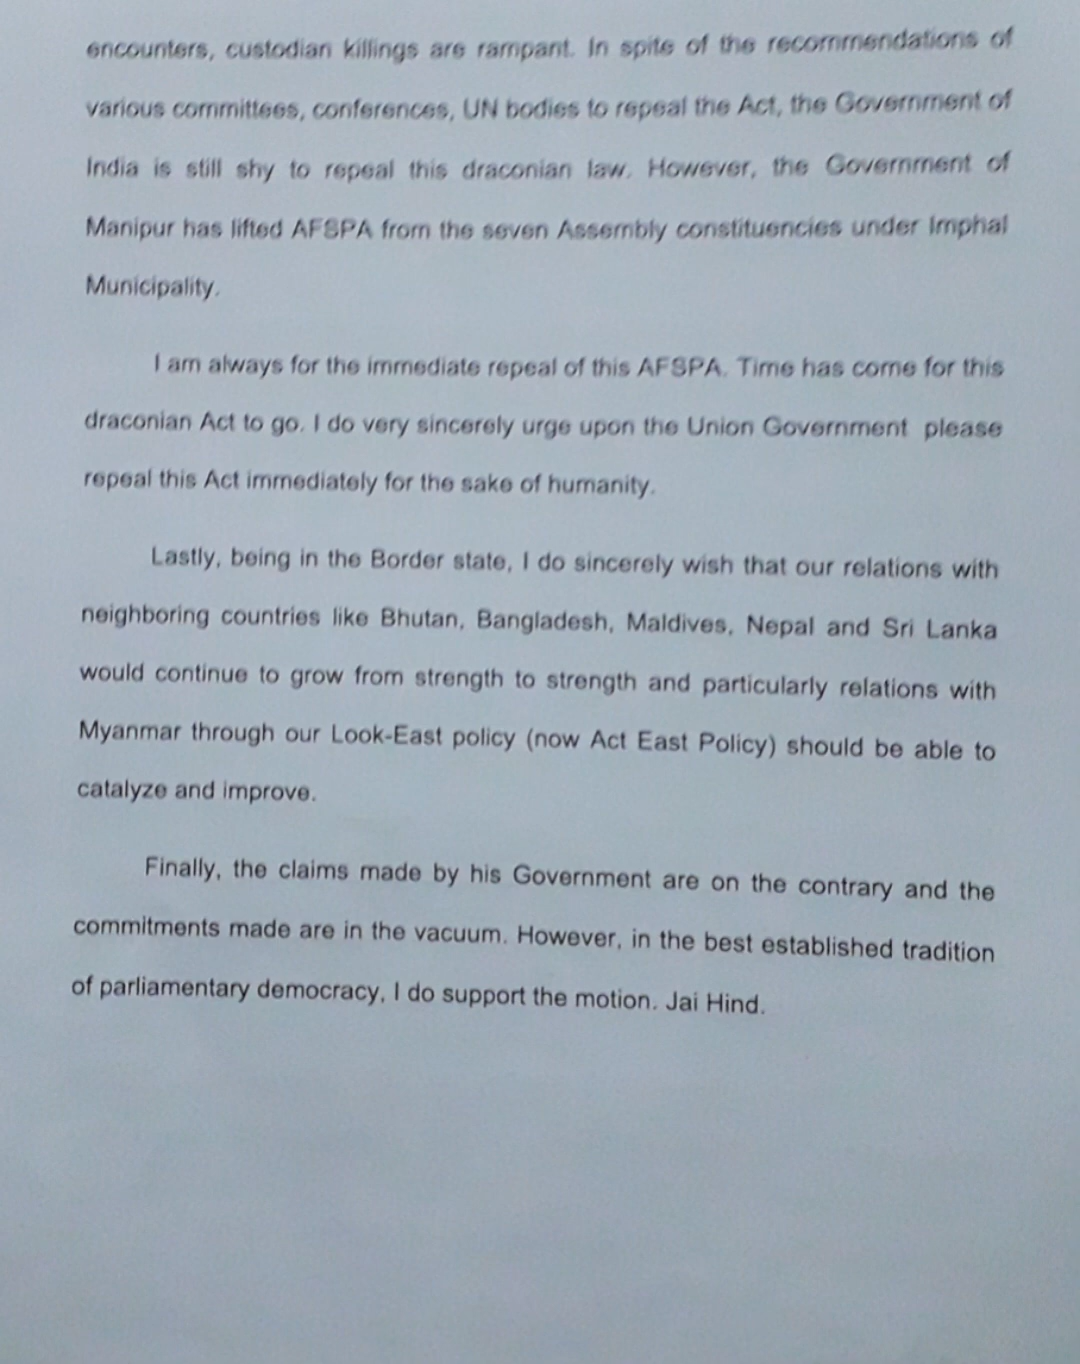 encounters, custodian killings are rampant. In spite of the recommendations of
various committees, conferences, UN bodies to repeal the Act, the Government of
India is still shy to repeal this draconian law. However, the Government of
Manipur has lifted AFSPA from the seven Assembly constituencies under Imphal
Municipality.
I am always for the immediate repeal of this AFSPA. Time has come for this
draconian Act to go. I do very sincerely urge upon the Union Government please
repeal this Act immediately for the sake of humanity.
Lastly, being in the Border state, I do sincerely wish that our relations with
neighboring countries like Bhutan, Bangladesh, Maldives, Nepal and Sri Lanka
would continue to grow from strength to strength and particularly relations with
Myanmar through our Look-East policy (now Act East Policy) should be able to
catalyze and improve.
Finally, the claims made by his Government are on the contrary and the
commitments made are in the vacuum. However, in the best established tradition
of parliamentary democracy, I do support the motion. Jai Hind.